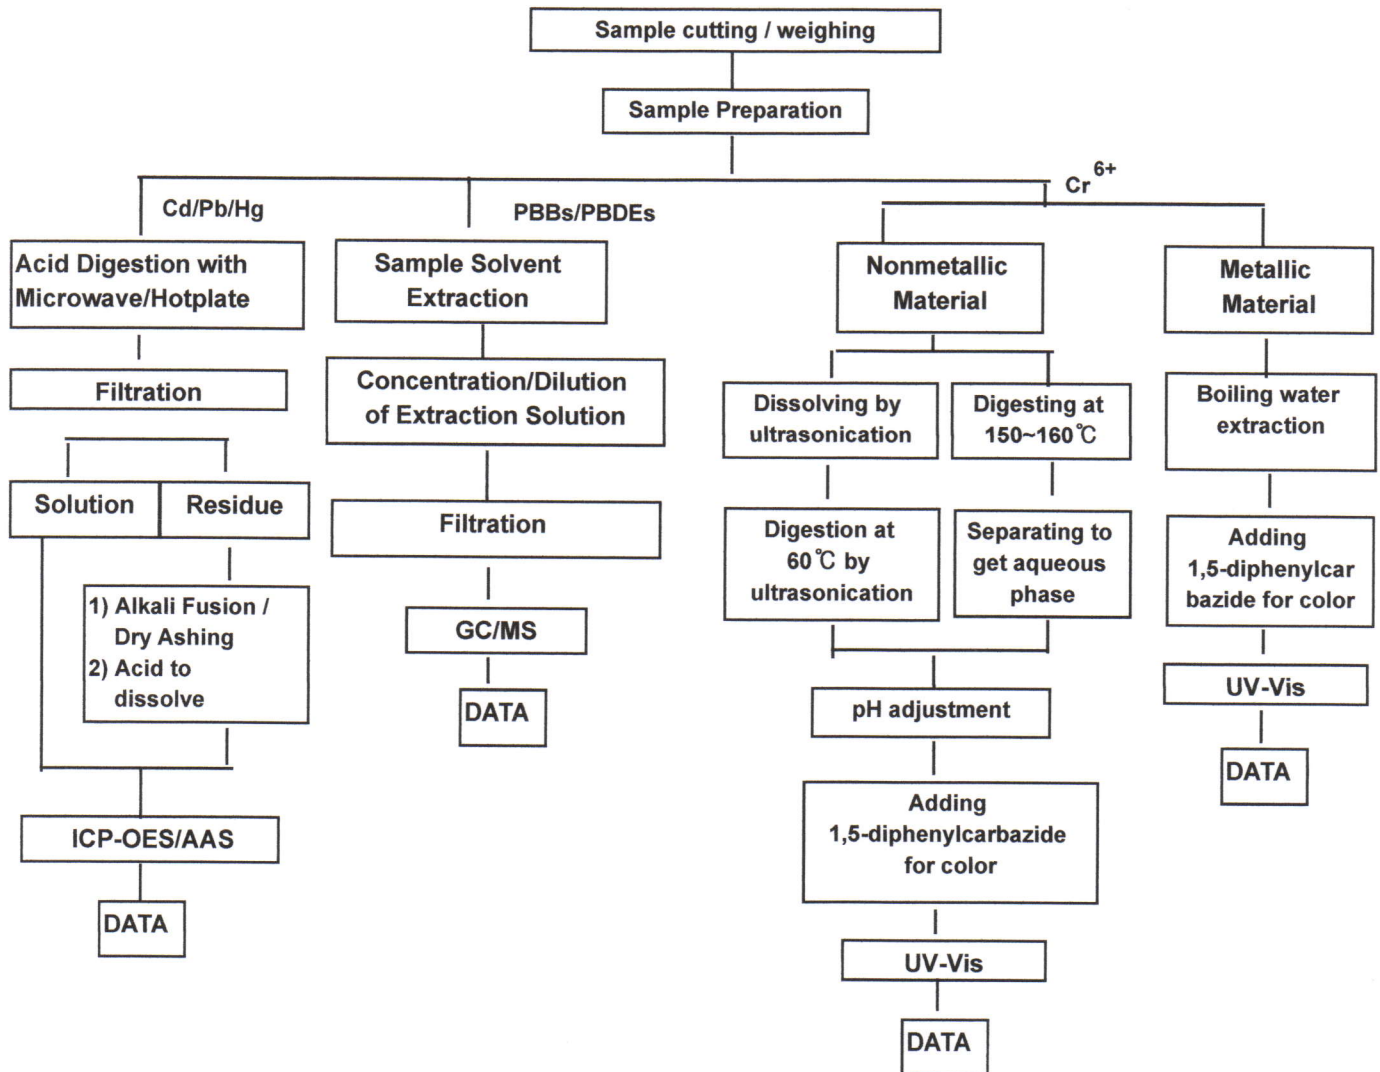 Sample cutting / weighing
Sample Preparation
Cd/Pb/Hg
PBBs/PBDEs
Cr6+
Acid Digestion with
Microwave/Hotplate
Filtration
Solution
Residue
1) Alkali Fusion /
Dry Ashing
2) Acid to
dissolve
ICP-OES/AAS
DATA
Sample Solvent
Extraction
Concentration/Dilution
of Extraction Solution
Filtration
GC/MS
DATA
Nonmetallic
Material
Dissolving by
ultrasonication
Digestion at
60℃ by
ultrasonication
Digesting at
150~160℃
Separating to
get aqueous
phase
pH adjustment
Adding
1,5-diphenylcarbazide
for color
UV-Vis
DATA
Metallic
Material
Boiling water
extraction
Adding
1,5-diphenylcar
bazide for color
UV-Vis
DATA